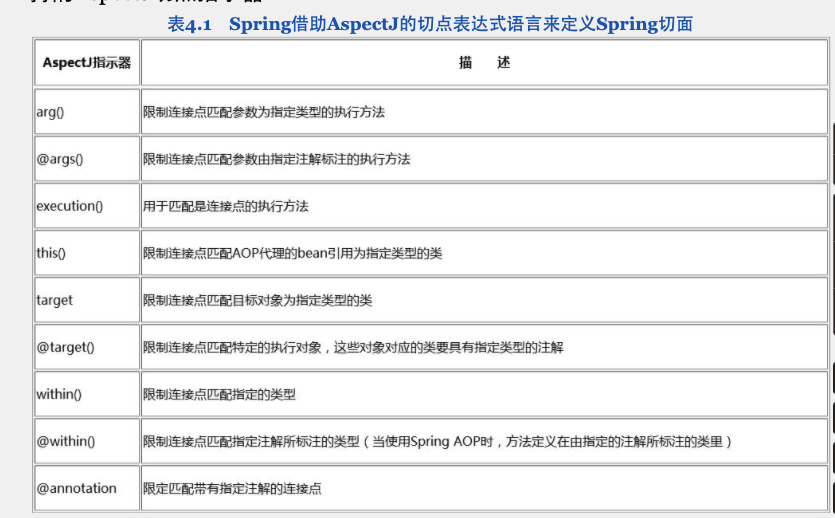 表4.1 Spring借助AspectJ的切点表达式语言来定义Spring切面
AspectJ指示器 描 述
arg() 限制连接点匹配参数为指定类型的执行方法
@args() 限制连接点匹配参数由指定注解标注的执行方法
execution() 用于匹配是连接点的执行方法
this() 限制连接点匹配AOP代理的bean引用为指定类型的类
target 限制连接点匹配目标对象为指定类型的类
@target() 限制连接点匹配特定的执行对象，这些对象对应的类要具有指定类型的注解
within() 限制连接点匹配指定的类型
@within() 限制连接点匹配指定注解所标注的类型（当使用Spring AOP时，方法定义在由指定的注解所标注的类里）
@annotation 限定匹配带有指定注解的连接点